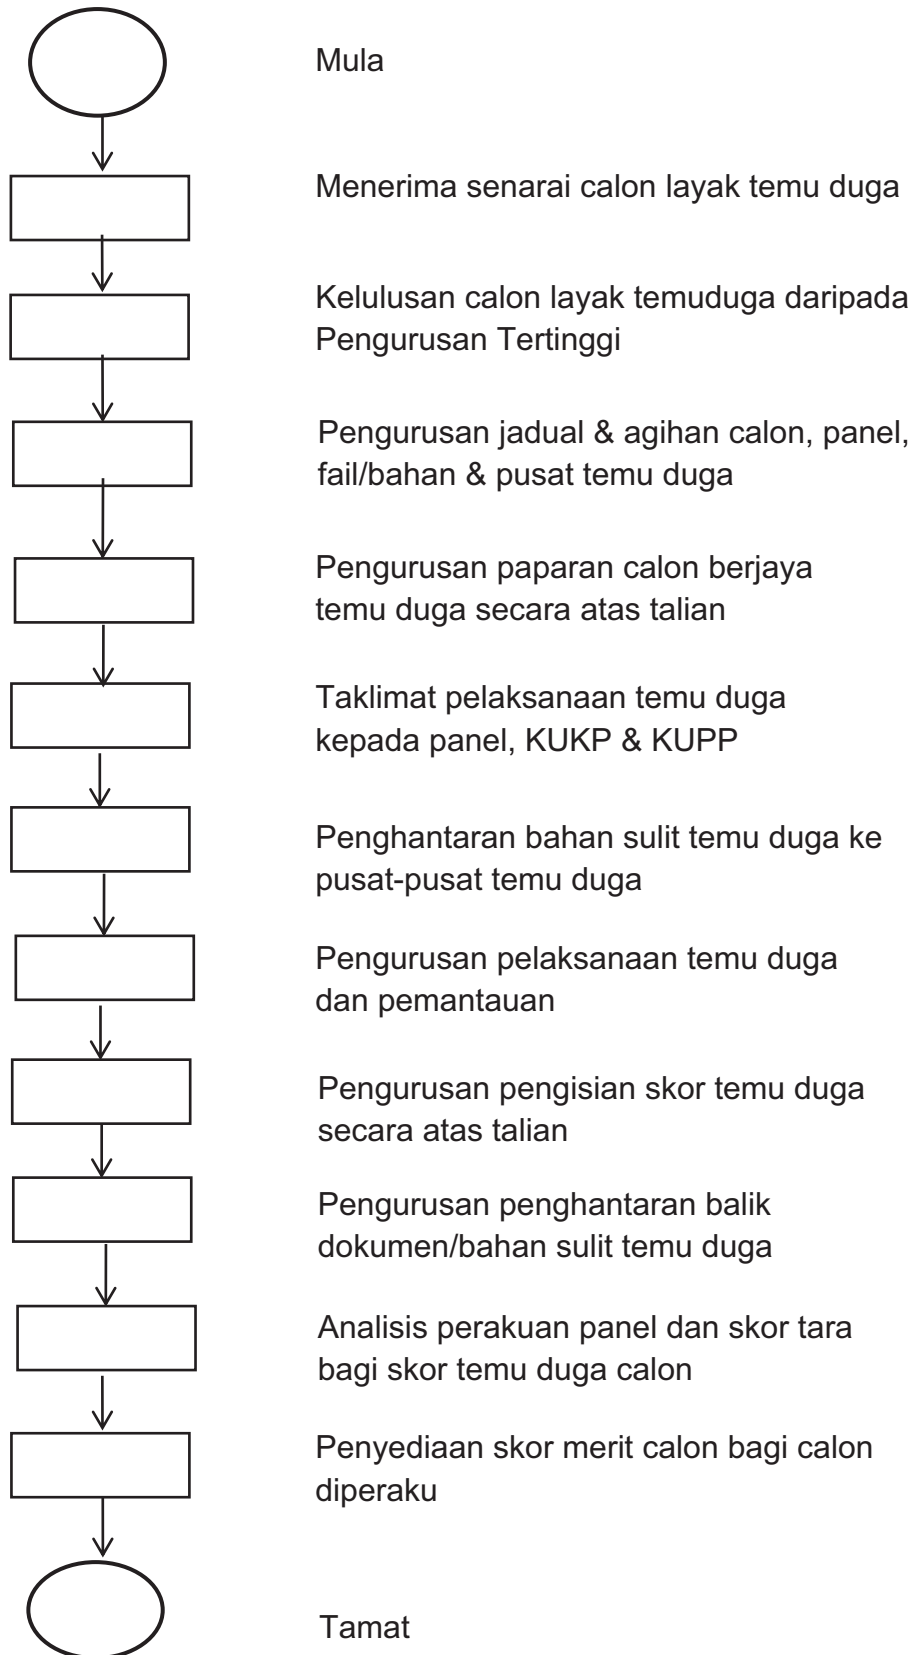 Mula
Menerima senarai calon layak temu duga
Kelulusan calon layak temuduga daripada
Pengurusan Tertinggi
Pengurusan jadual & agihan calon, panel,
fail/bahan & pusat temu duga
Pengurusan paparan calon berjaya
temu duga secara atas talian
Taklimat pelaksanaan temu duga
kepada panel, KUKP & KUPP
Penghantaran bahan sulit temu duga ke
pusat-pusat temu duga
Pengurusan pelaksanaan temu duga
dan pemantauan
Pengurusan pengisian skor temu duga
secara atas talian
Pengurusan penghantaran balik
dokumen/bahan sulit temu duga
Analisis perakuan panel dan skor tara
bagi skor temu duga calon
Penyediaan skor merit calon bagi calon
diperaku
Tamat